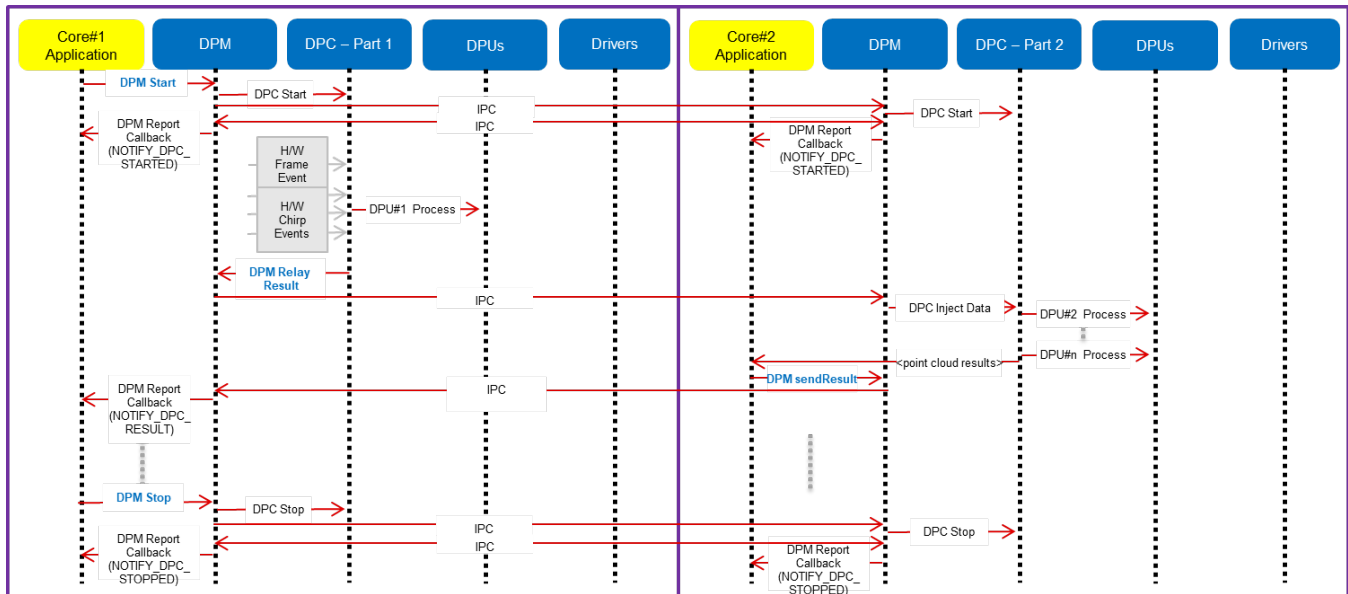 Core#1
Application
DPM
DPC – Part 1
DPUs
Drivers
Core#2
Application
DPM
DPC – Part 2
DPUs
Drivers
DPM Start
DPC Start
IPC
IPC
DPC Start
DPM Report
Callback
(NOTIFY_DPC_
STARTED)
DPM Report
Callback
(NOTIFY_DPC_
STARTED)
H/W
Frame
Event
H/W
Chirp
Events
DPU#1 Process
DPM Relay
Result
IPC
DPC Inject Data
DPU#2 Process
DPU#n Process
<point cloud results>
DPM sendResult
IPC
DPM Report
Callback
(NOTIFY_DPC_
RESULT)
DPM Stop
DPC Stop
IPC
IPC
DPC Stop
DPM Report
Callback
(NOTIFY_DPC_
STOPPED)
DPM Report
Callback
(NOTIFY_DPC_
STOPPED)